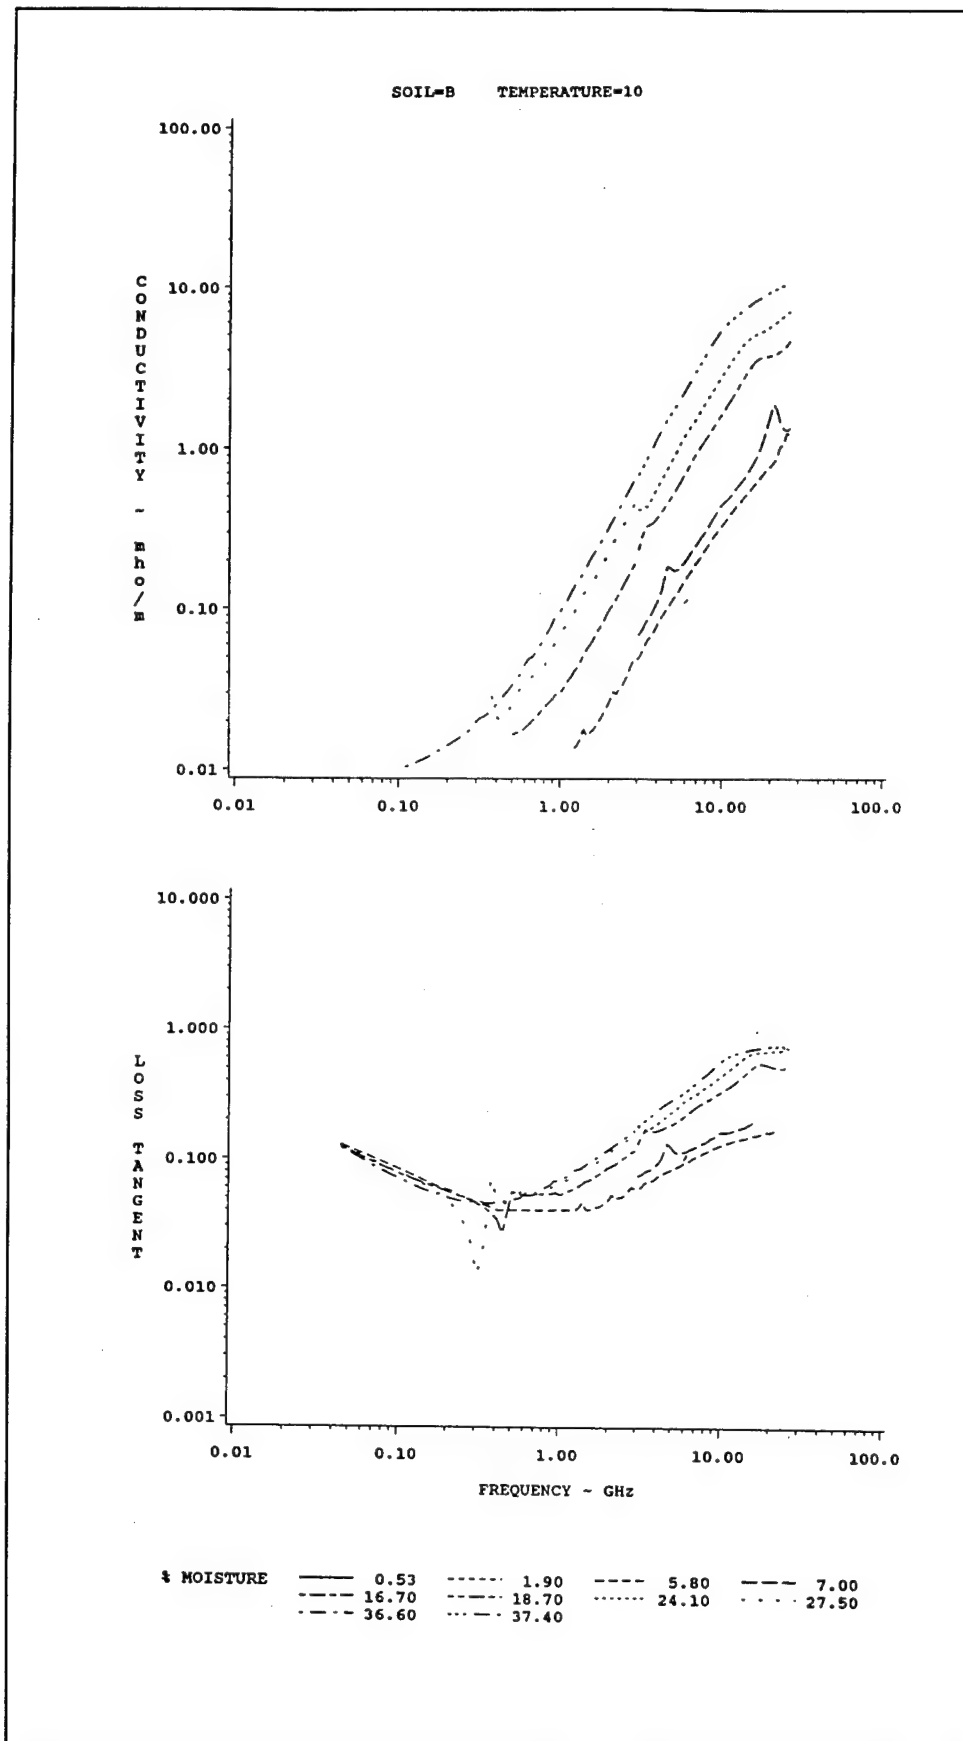 SOIL=B TEMPERATURE=10
100.00
10.00
1.00
0.10
0.01
CONDUCTIVITY ~ mho/m
0.01 0.10 1.00 10.00 100.0
10.000
1.000
0.100
0.010
0.001
LOSS TANGENT
0.01 0.10 1.00 10.00 100.0
FREQUENCY ~ GHz
% MOISTURE 0.53 1.90 5.80 7.00
16.70 18.70 24.10 27.50
36.60 37.40